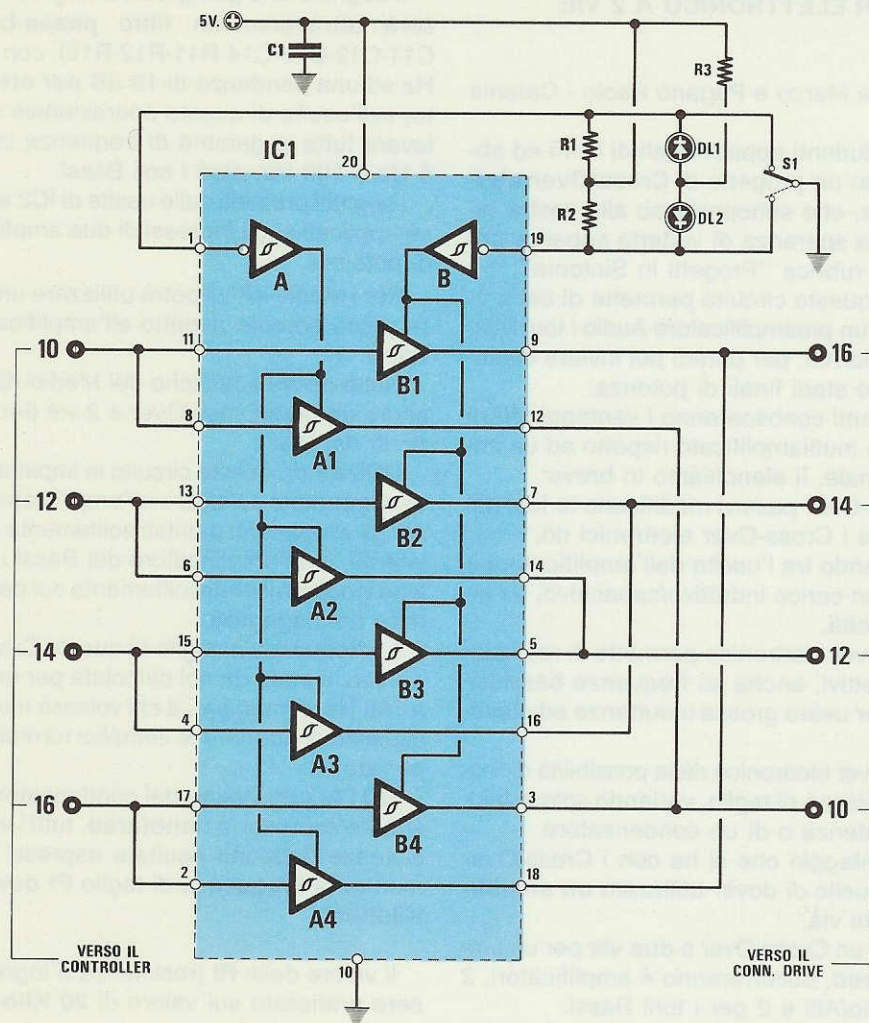 5V.
C1
R3
IC1
20
R1
DL1
S1
R2
DL2
1
A
B
19
10
11
B1
9
16
8
A1
12
12
13
B2
7
14
6
A2
14
14
15
B3
5
12
4
A3
16
16
17
B4
3
10
2
A4
18
VERSO IL
CONTROLLER
10
VERSO IL
CONN. DRIVE